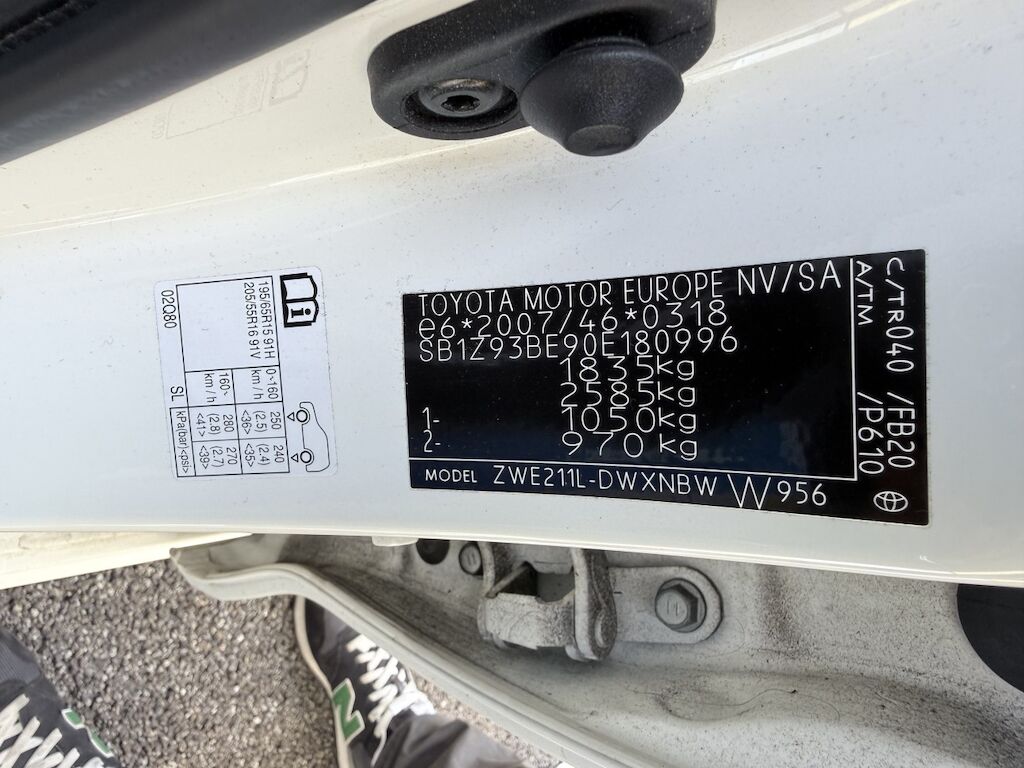 TOYOTA MOTOR EUROPE NV/SA
e6*2007/46*0318
SB1Z93BE90E180996
1835kg
2585kg
1- 1050kg
2- 970kg
MODEL ZWE211L-DWXNBW W956
C/TR040 /FB20
A/TM /P610
195/65R15 91H
205/55R16 91V
0~160 km/h
250 (2.5) <36>
240 (2.4) <35>
160~ km/h
280 (2.8) <41>
270 (2.7) <39>
kPa(bar)<psi>
02Q80 SL
N